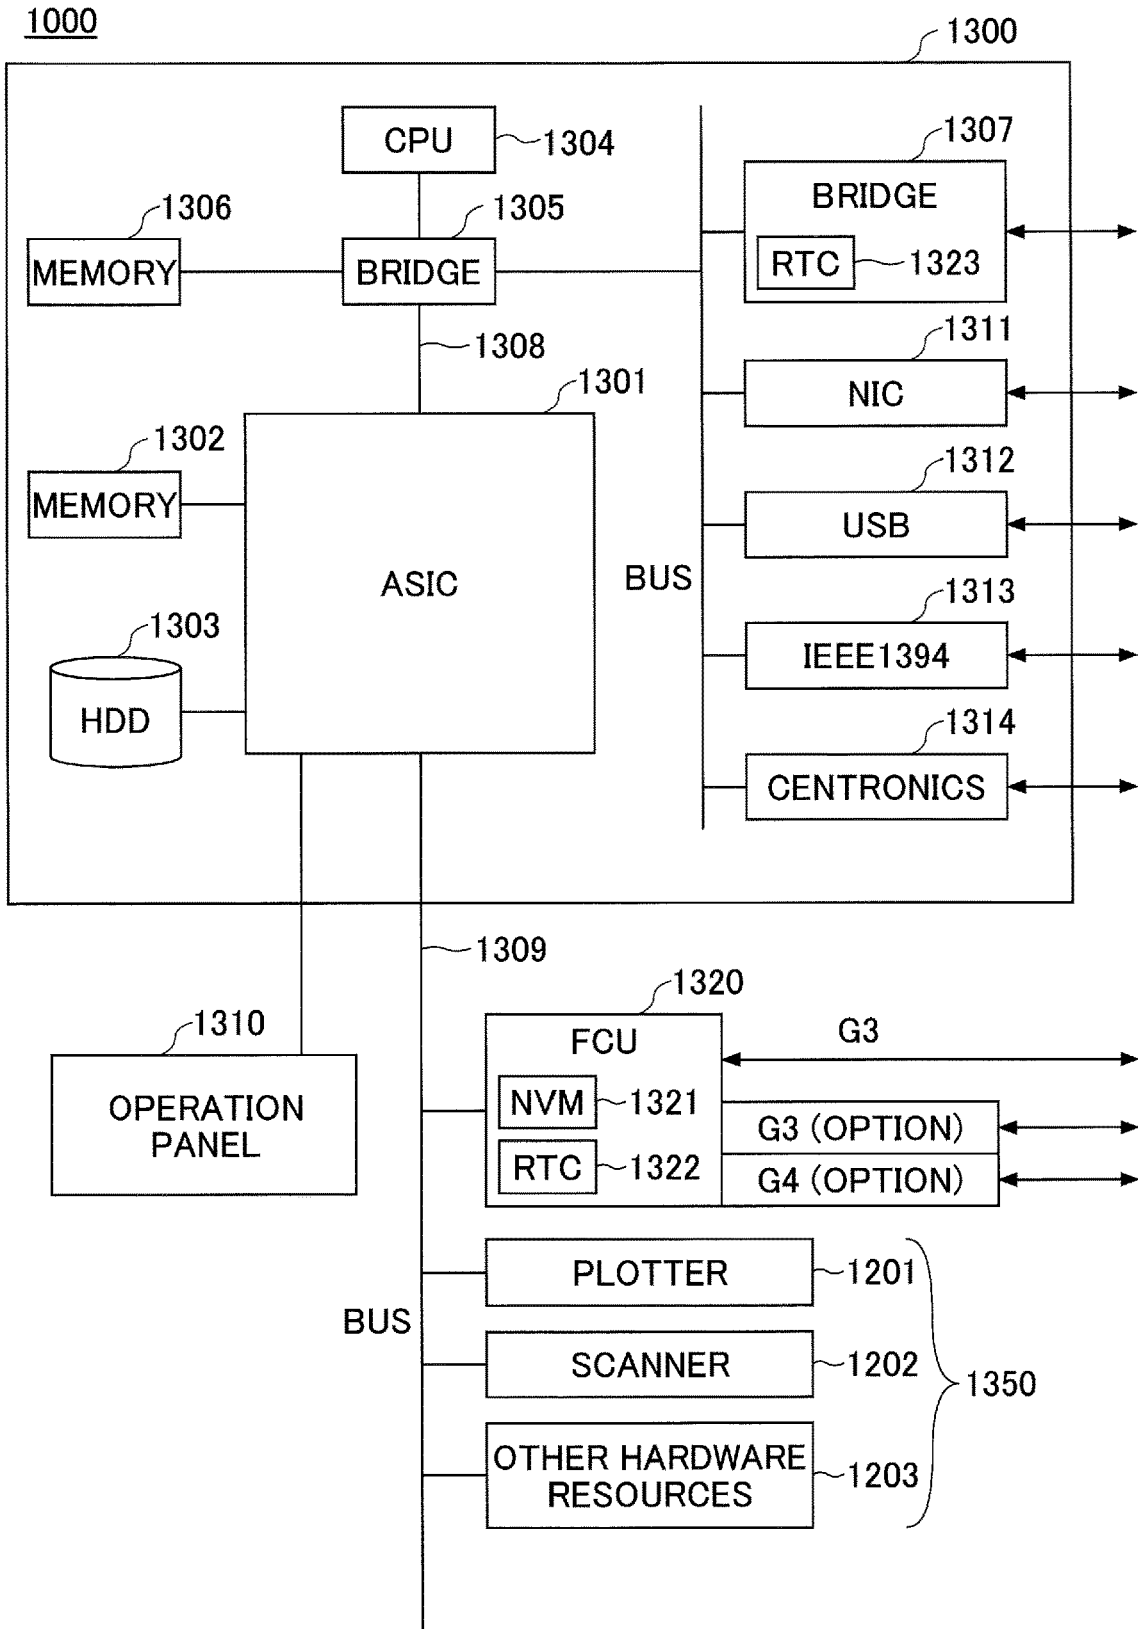 1000
1300
CPU
1304
1307
BRIDGE
RTC
1323
1306
MEMORY
1305
BRIDGE
1308
1311
NIC
1301
ASIC
1302
MEMORY
1312
USB
BUS
1303
HDD
1313
IEEE1394
1314
CENTRONICS
1309
1310
OPERATION
PANEL
1320
FCU
G3
NVM
1321
RTC
1322
G3 (OPTION)
G4 (OPTION)
BUS
PLOTTER
1201
SCANNER
1202
1350
OTHER HARDWARE
RESOURCES
1203